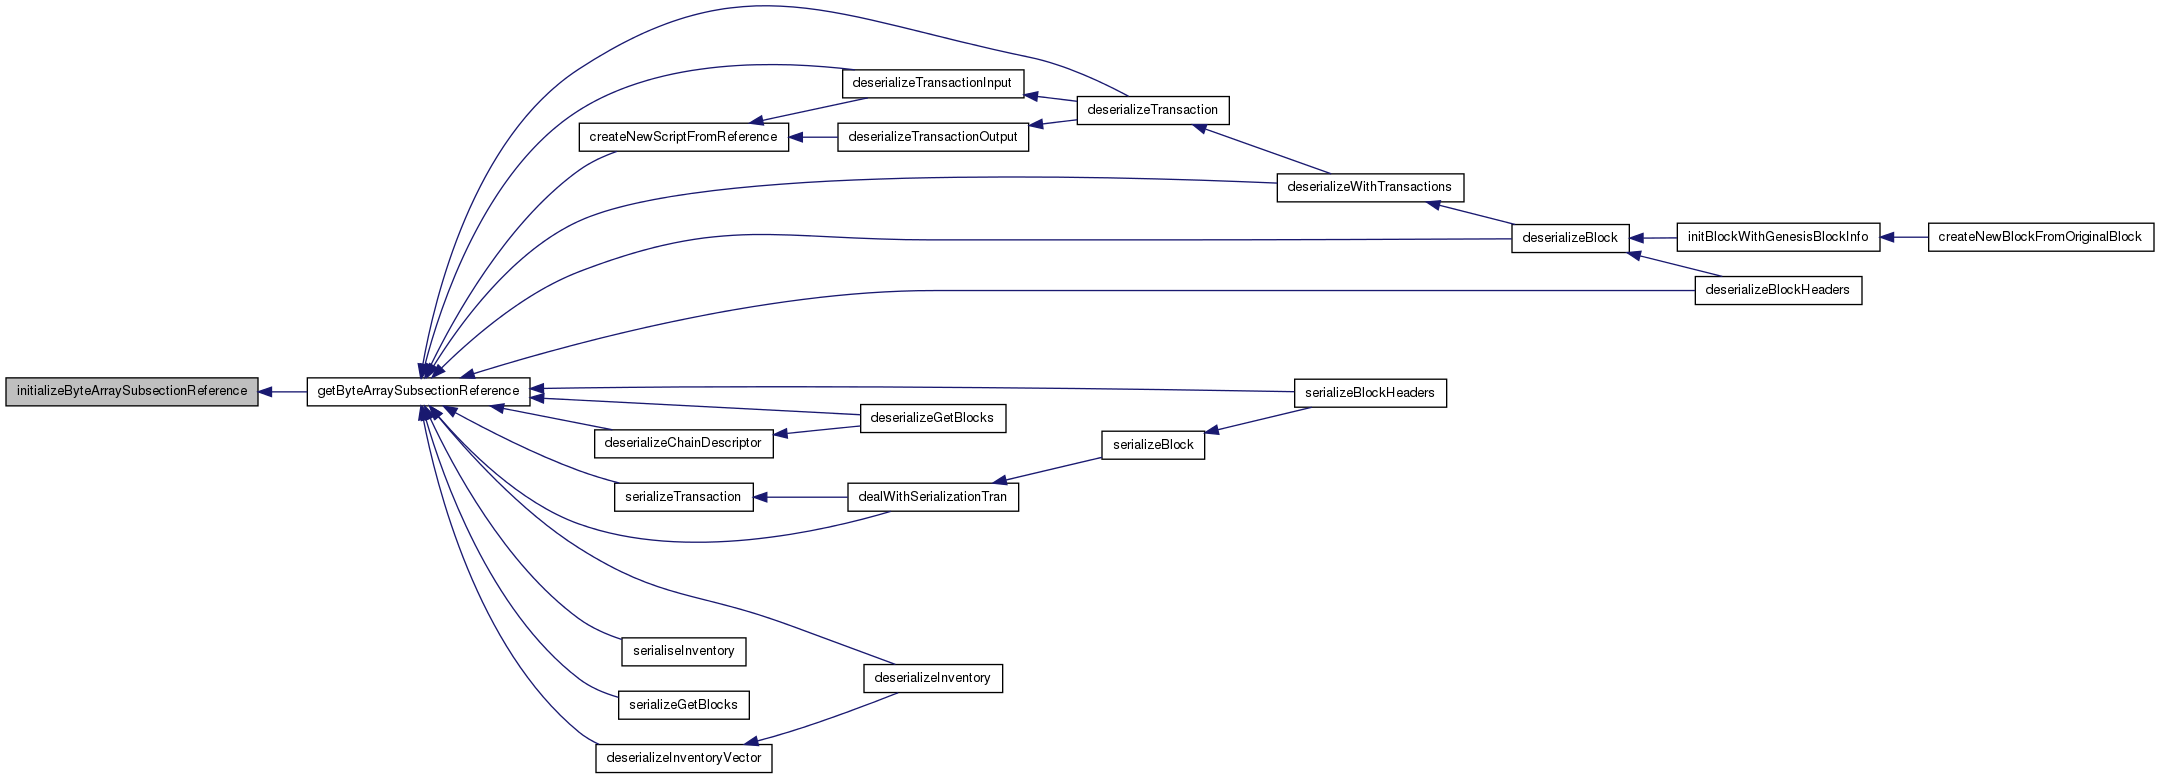 deserializeTransactionInput
deserializeTransaction
createNewScriptFromReference
deserializeTransactionOutput
deserializeWithTransactions
deserializeBlock
initBlockWithGenesisBlockInfo
createNewBlockFromOriginalBlock
deserializeBlockHeaders
initializeByteArraySubsectionReference
getByteArraySubsectionReference
serializeBlockHeaders
deserializeGetBlocks
deserializeChainDescriptor
serializeBlock
serializeTransaction
dealWithSerializationTran
serialiseInventory
deserializeInventory
serializeGetBlocks
deserializeInventoryVector